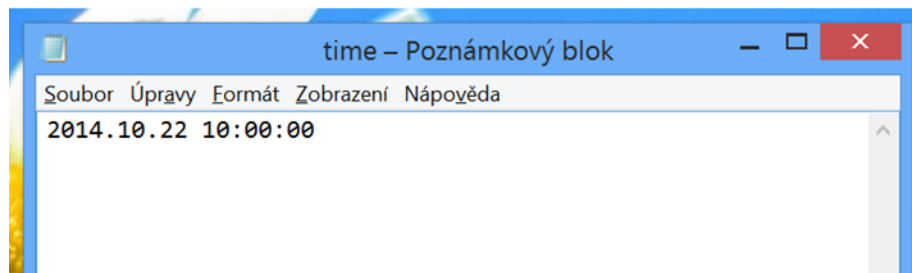 time – Poznámkový blok
Soubor Úpravy Formát Zobrazení Nápověda
2014.10.22 10:00:00